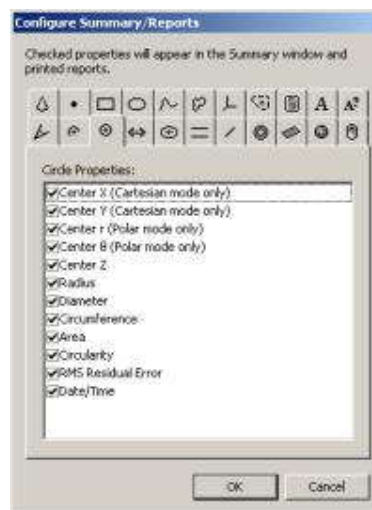 Configure Summary/Reports
Checked properties will appear in the Summary window and
printed reports.
A A²
Circle Properties:
Center X (Cartesian mode only)
Center Y (Cartesian mode only)
Center r (Polar mode only)
Center θ (Polar mode only)
Center Z
Radius
Diameter
Circumference
Area
Circularity
RMS Residual Error
Date/Time
OK Cancel